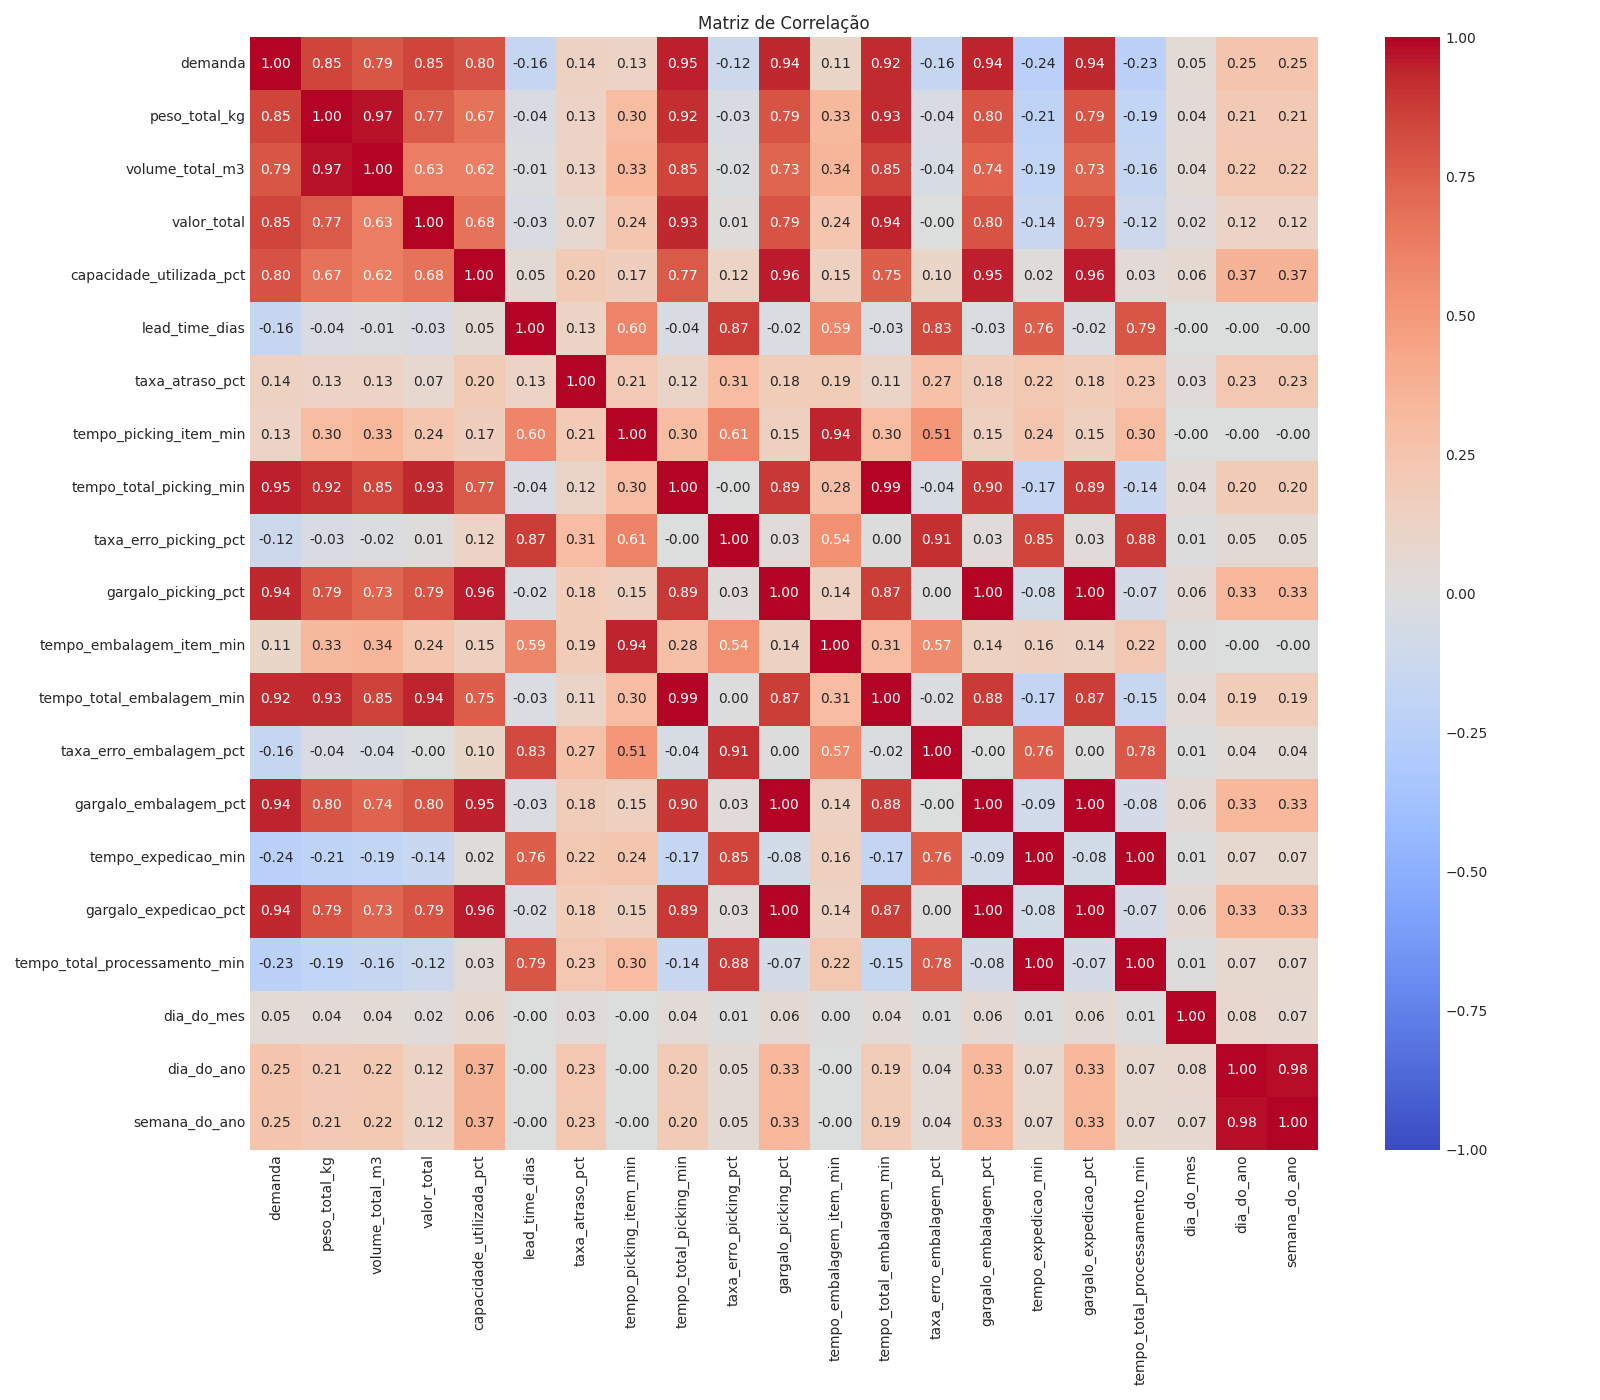 Matriz de Correlação
demanda 1.00 0.85 0.79 0.85 0.80 -0.16 0.14 0.13 0.95 -0.12 0.94 0.11 0.92 -0.16 0.94 -0.24 0.94 -0.23 0.05 0.25 0.25
peso_total_kg 0.85 1.00 0.97 0.77 0.67 -0.04 0.13 0.30 0.92 -0.03 0.79 0.33 0.93 -0.04 0.80 -0.21 0.79 -0.19 0.04 0.21 0.21
volume_total_m3 0.79 0.97 1.00 0.63 0.62 -0.01 0.13 0.33 0.85 -0.02 0.73 0.34 0.85 -0.04 0.74 -0.19 0.73 -0.16 0.04 0.22 0.22
valor_total 0.85 0.77 0.63 1.00 0.68 -0.03 0.07 0.24 0.93 0.01 0.79 0.24 0.94 -0.00 0.80 -0.14 0.79 -0.12 0.02 0.12 0.12
capacidade_utilizada_pct 0.80 0.67 0.62 0.68 1.00 0.05 0.20 0.17 0.77 0.12 0.96 0.15 0.75 0.10 0.95 0.02 0.96 0.03 0.06 0.37 0.37
lead_time_dias -0.16 -0.04 -0.01 -0.03 0.05 1.00 0.13 0.60 -0.04 0.87 -0.02 0.59 -0.03 0.83 -0.03 0.76 -0.02 0.79 -0.00 -0.00 -0.00
taxa_atraso_pct 0.14 0.13 0.13 0.07 0.20 0.13 1.00 0.21 0.12 0.31 0.18 0.19 0.11 0.27 0.18 0.22 0.18 0.23 0.03 0.23 0.23
tempo_picking_item_min 0.13 0.30 0.33 0.24 0.17 0.60 0.21 1.00 0.30 0.61 0.15 0.94 0.30 0.51 0.15 0.24 0.15 0.30 -0.00 -0.00 -0.00
tempo_total_picking_min 0.95 0.92 0.85 0.93 0.77 -0.04 0.12 0.30 1.00 -0.00 0.89 0.28 0.99 -0.04 0.90 -0.17 0.89 -0.14 0.04 0.20 0.20
taxa_erro_picking_pct -0.12 -0.03 -0.02 0.01 0.12 0.87 0.31 0.61 -0.00 1.00 0.03 0.54 0.00 0.91 0.03 0.85 0.03 0.88 0.01 0.05 0.05
gargalo_picking_pct 0.94 0.79 0.73 0.79 0.96 -0.02 0.18 0.15 0.89 0.03 1.00 0.14 0.87 0.00 1.00 -0.08 1.00 -0.07 0.06 0.33 0.33
tempo_embalagem_item_min 0.11 0.33 0.34 0.24 0.15 0.59 0.19 0.94 0.28 0.54 0.14 1.00 0.31 0.57 0.14 0.16 0.14 0.22 0.00 -0.00 -0.00
tempo_total_embalagem_min 0.92 0.93 0.85 0.94 0.75 -0.03 0.11 0.30 0.99 0.00 0.87 0.31 1.00 -0.02 0.88 -0.17 0.87 -0.15 0.04 0.19 0.19
taxa_erro_embalagem_pct -0.16 -0.04 -0.04 -0.00 0.10 0.83 0.27 0.51 -0.04 0.91 0.00 0.57 -0.02 1.00 -0.00 0.76 0.00 0.78 0.01 0.04 0.04
gargalo_embalagem_pct 0.94 0.80 0.74 0.80 0.95 -0.03 0.18 0.15 0.90 0.03 1.00 0.14 0.88 -0.00 1.00 -0.09 1.00 -0.08 0.06 0.33 0.33
tempo_expedicao_min -0.24 -0.21 -0.19 -0.14 0.02 0.76 0.22 0.24 -0.17 0.85 -0.08 0.16 -0.17 0.76 -0.09 1.00 -0.08 1.00 0.01 0.07 0.07
gargalo_expedicao_pct 0.94 0.79 0.73 0.79 0.96 -0.02 0.18 0.15 0.89 0.03 1.00 0.14 0.87 0.00 1.00 -0.08 1.00 -0.07 0.06 0.33 0.33
tempo_total_processamento_min -0.23 -0.19 -0.16 -0.12 0.03 0.79 0.23 0.30 -0.14 0.88 -0.07 0.22 -0.15 0.78 -0.08 1.00 -0.07 1.00 0.01 0.07 0.07
dia_do_mes 0.05 0.04 0.04 0.02 0.06 -0.00 0.03 -0.00 0.04 0.01 0.06 0.00 0.04 0.01 0.06 0.01 0.06 0.01 1.00 0.08 0.07
dia_do_ano 0.25 0.21 0.22 0.12 0.37 -0.00 0.23 -0.00 0.20 0.05 0.33 -0.00 0.19 0.04 0.33 0.07 0.33 0.07 0.08 1.00 0.98
semana_do_ano 0.25 0.21 0.22 0.12 0.37 -0.00 0.23 -0.00 0.20 0.05 0.33 -0.00 0.19 0.04 0.33 0.07 0.33 0.07 0.07 0.98 1.00
demanda
peso_total_kg
volume_total_m3
valor_total
capacidade_utilizada_pct
lead_time_dias
taxa_atraso_pct
tempo_picking_item_min
tempo_total_picking_min
taxa_erro_picking_pct
gargalo_picking_pct
tempo_embalagem_item_min
tempo_total_embalagem_min
taxa_erro_embalagem_pct
gargalo_embalagem_pct
tempo_expedicao_min
gargalo_expedicao_pct
tempo_total_processamento_min
dia_do_mes
dia_do_ano
semana_do_ano
1.00
0.75
0.50
0.25
0.00
−0.25
−0.50
−0.75
−1.00